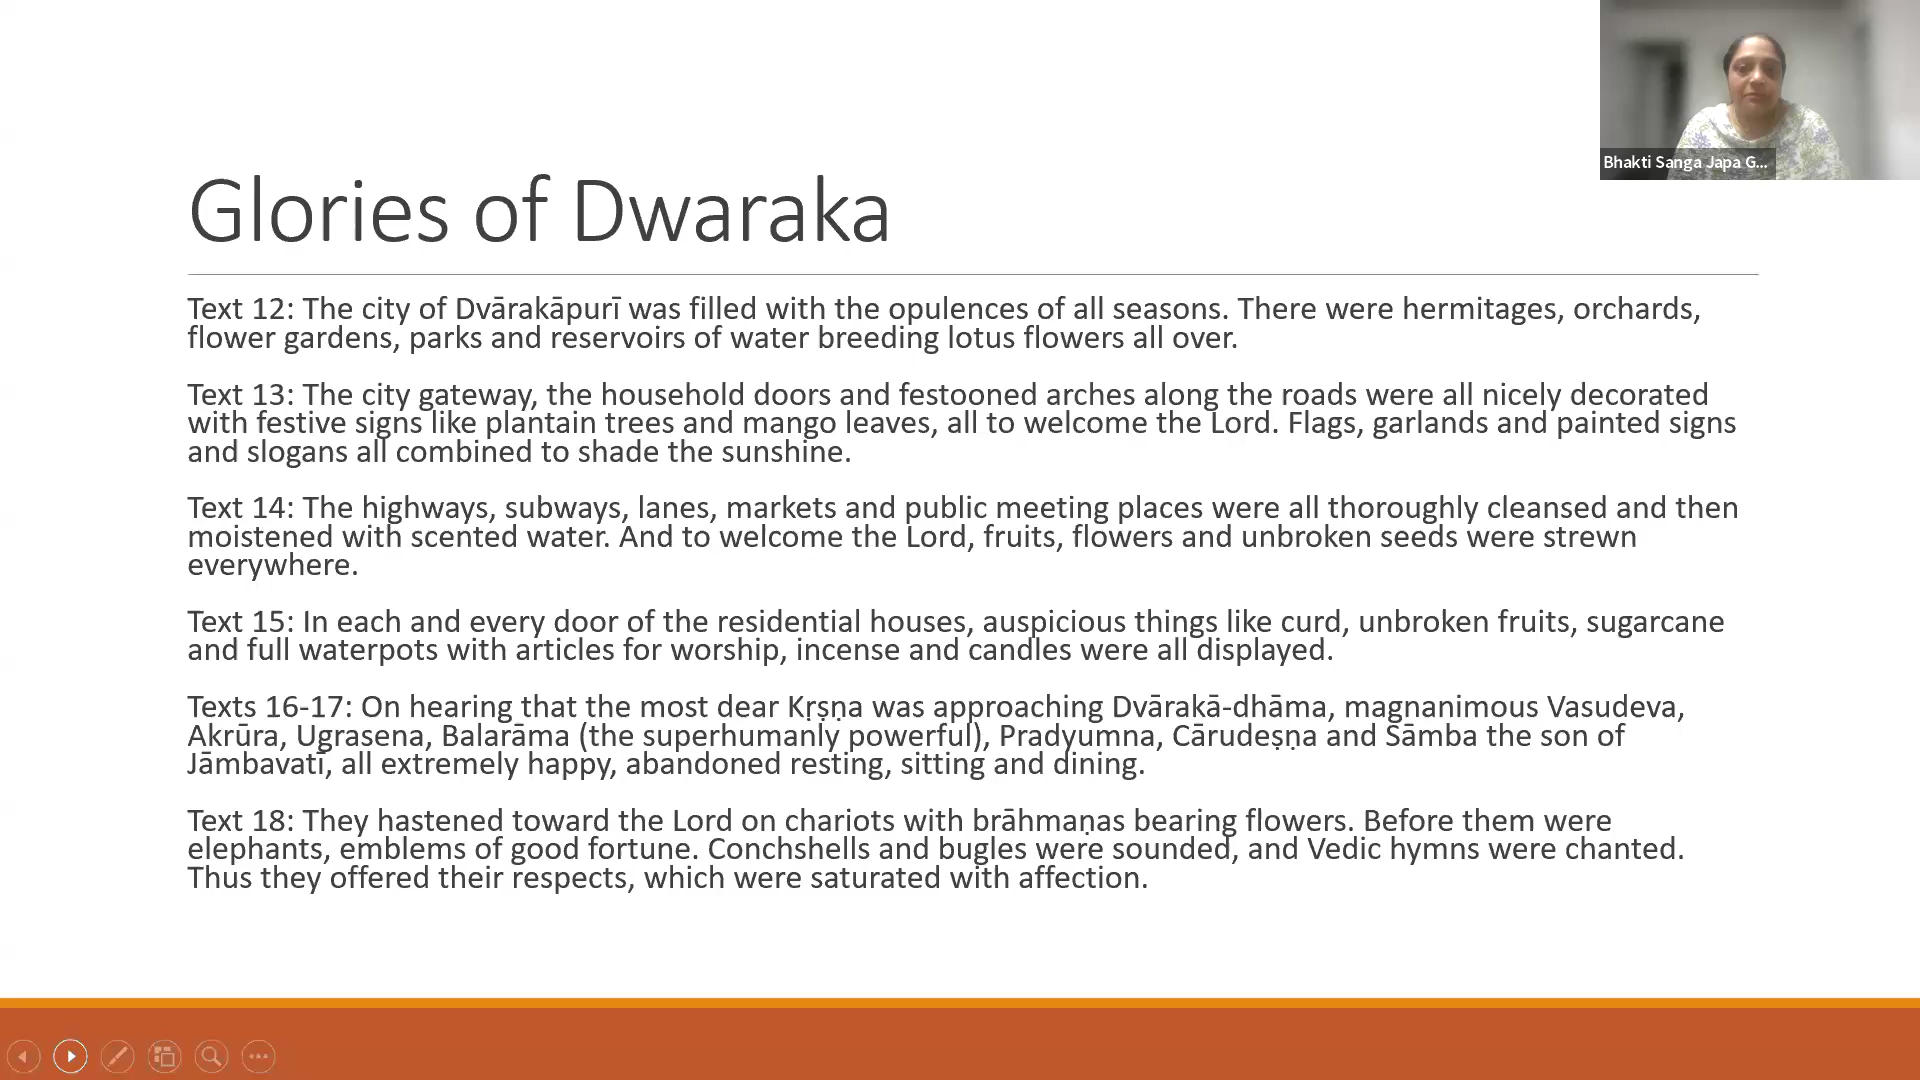 Bhakti Sanga Japa G...
Glories of Dwaraka
Text 12: The city of Dvārakāpurī was filled with the opulences of all seasons. There were hermitages, orchards,
flower gardens, parks and reservoirs of water breeding lotus flowers all over.
Text 13: The city gateway, the household doors and festooned arches along the roads were all nicely decorated
with festive signs like plantain trees and mango leaves, all to welcome the Lord. Flags, garlands and painted signs
and slogans all combined to shade the sunshine.
Text 14: The highways, subways, lanes, markets and public meeting places were all thoroughly cleansed and then
moistened with scented water. And to welcome the Lord, fruits, flowers and unbroken seeds were strewn
everywhere.
Text 15: In each and every door of the residential houses, auspicious things like curd, unbroken fruits, sugarcane
and full waterpots with articles for worship, incense and candles were all displayed.
Texts 16-17: On hearing that the most dear Kṛṣṇa was approaching Dvārakā-dhāma, magnanimous Vasudeva,
Akrūra, Ugrasena, Balarāma (the superhumanly powerful), Pradyumna, Cārudeṣṇa and Sāmba the son of
Jāmbavatī, all extremely happy, abandoned resting, sitting and dining.
Text 18: They hastened toward the Lord on chariots with brāhmaṇas bearing flowers. Before them were
elephants, emblems of good fortune. Conchshells and bugles were sounded, and Vedic hymns were chanted.
Thus they offered their respects, which were saturated with affection.